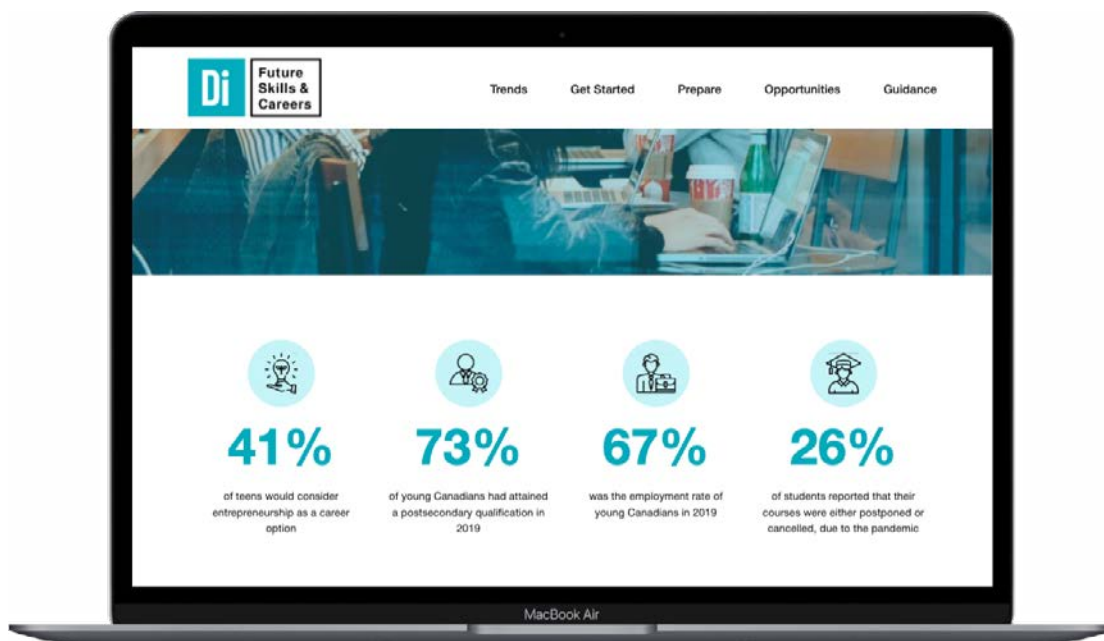 Di
Future
Skills &
Careers
Trends Get Started Prepare Opportunities Guidance
41%
of teens would consider
entrepreneurship as a career
option
73%
of young Canadians had attained
a postsecondary qualification in
2019
67%
was the employment rate of
young Canadians in 2019
26%
of students reported that their
courses were either postponed or
cancelled, due to the pandemic
MacBook Air